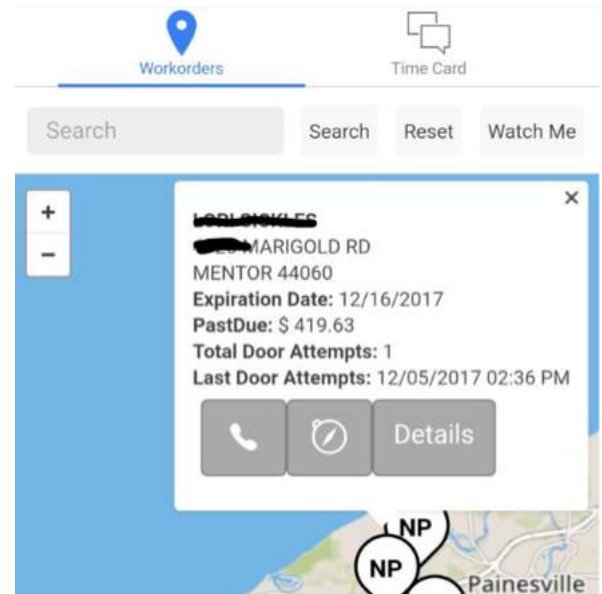 Workorders
Time Card
Search
Search
Reset
Watch Me
+
−
×
MARIGOLD RD
MENTOR 44060
Expiration Date: 12/16/2017
PastDue: $ 419.63
Total Door Attempts: 1
Last Door Attempts: 12/05/2017 02:36 PM
Details
NP
NP
Painesville